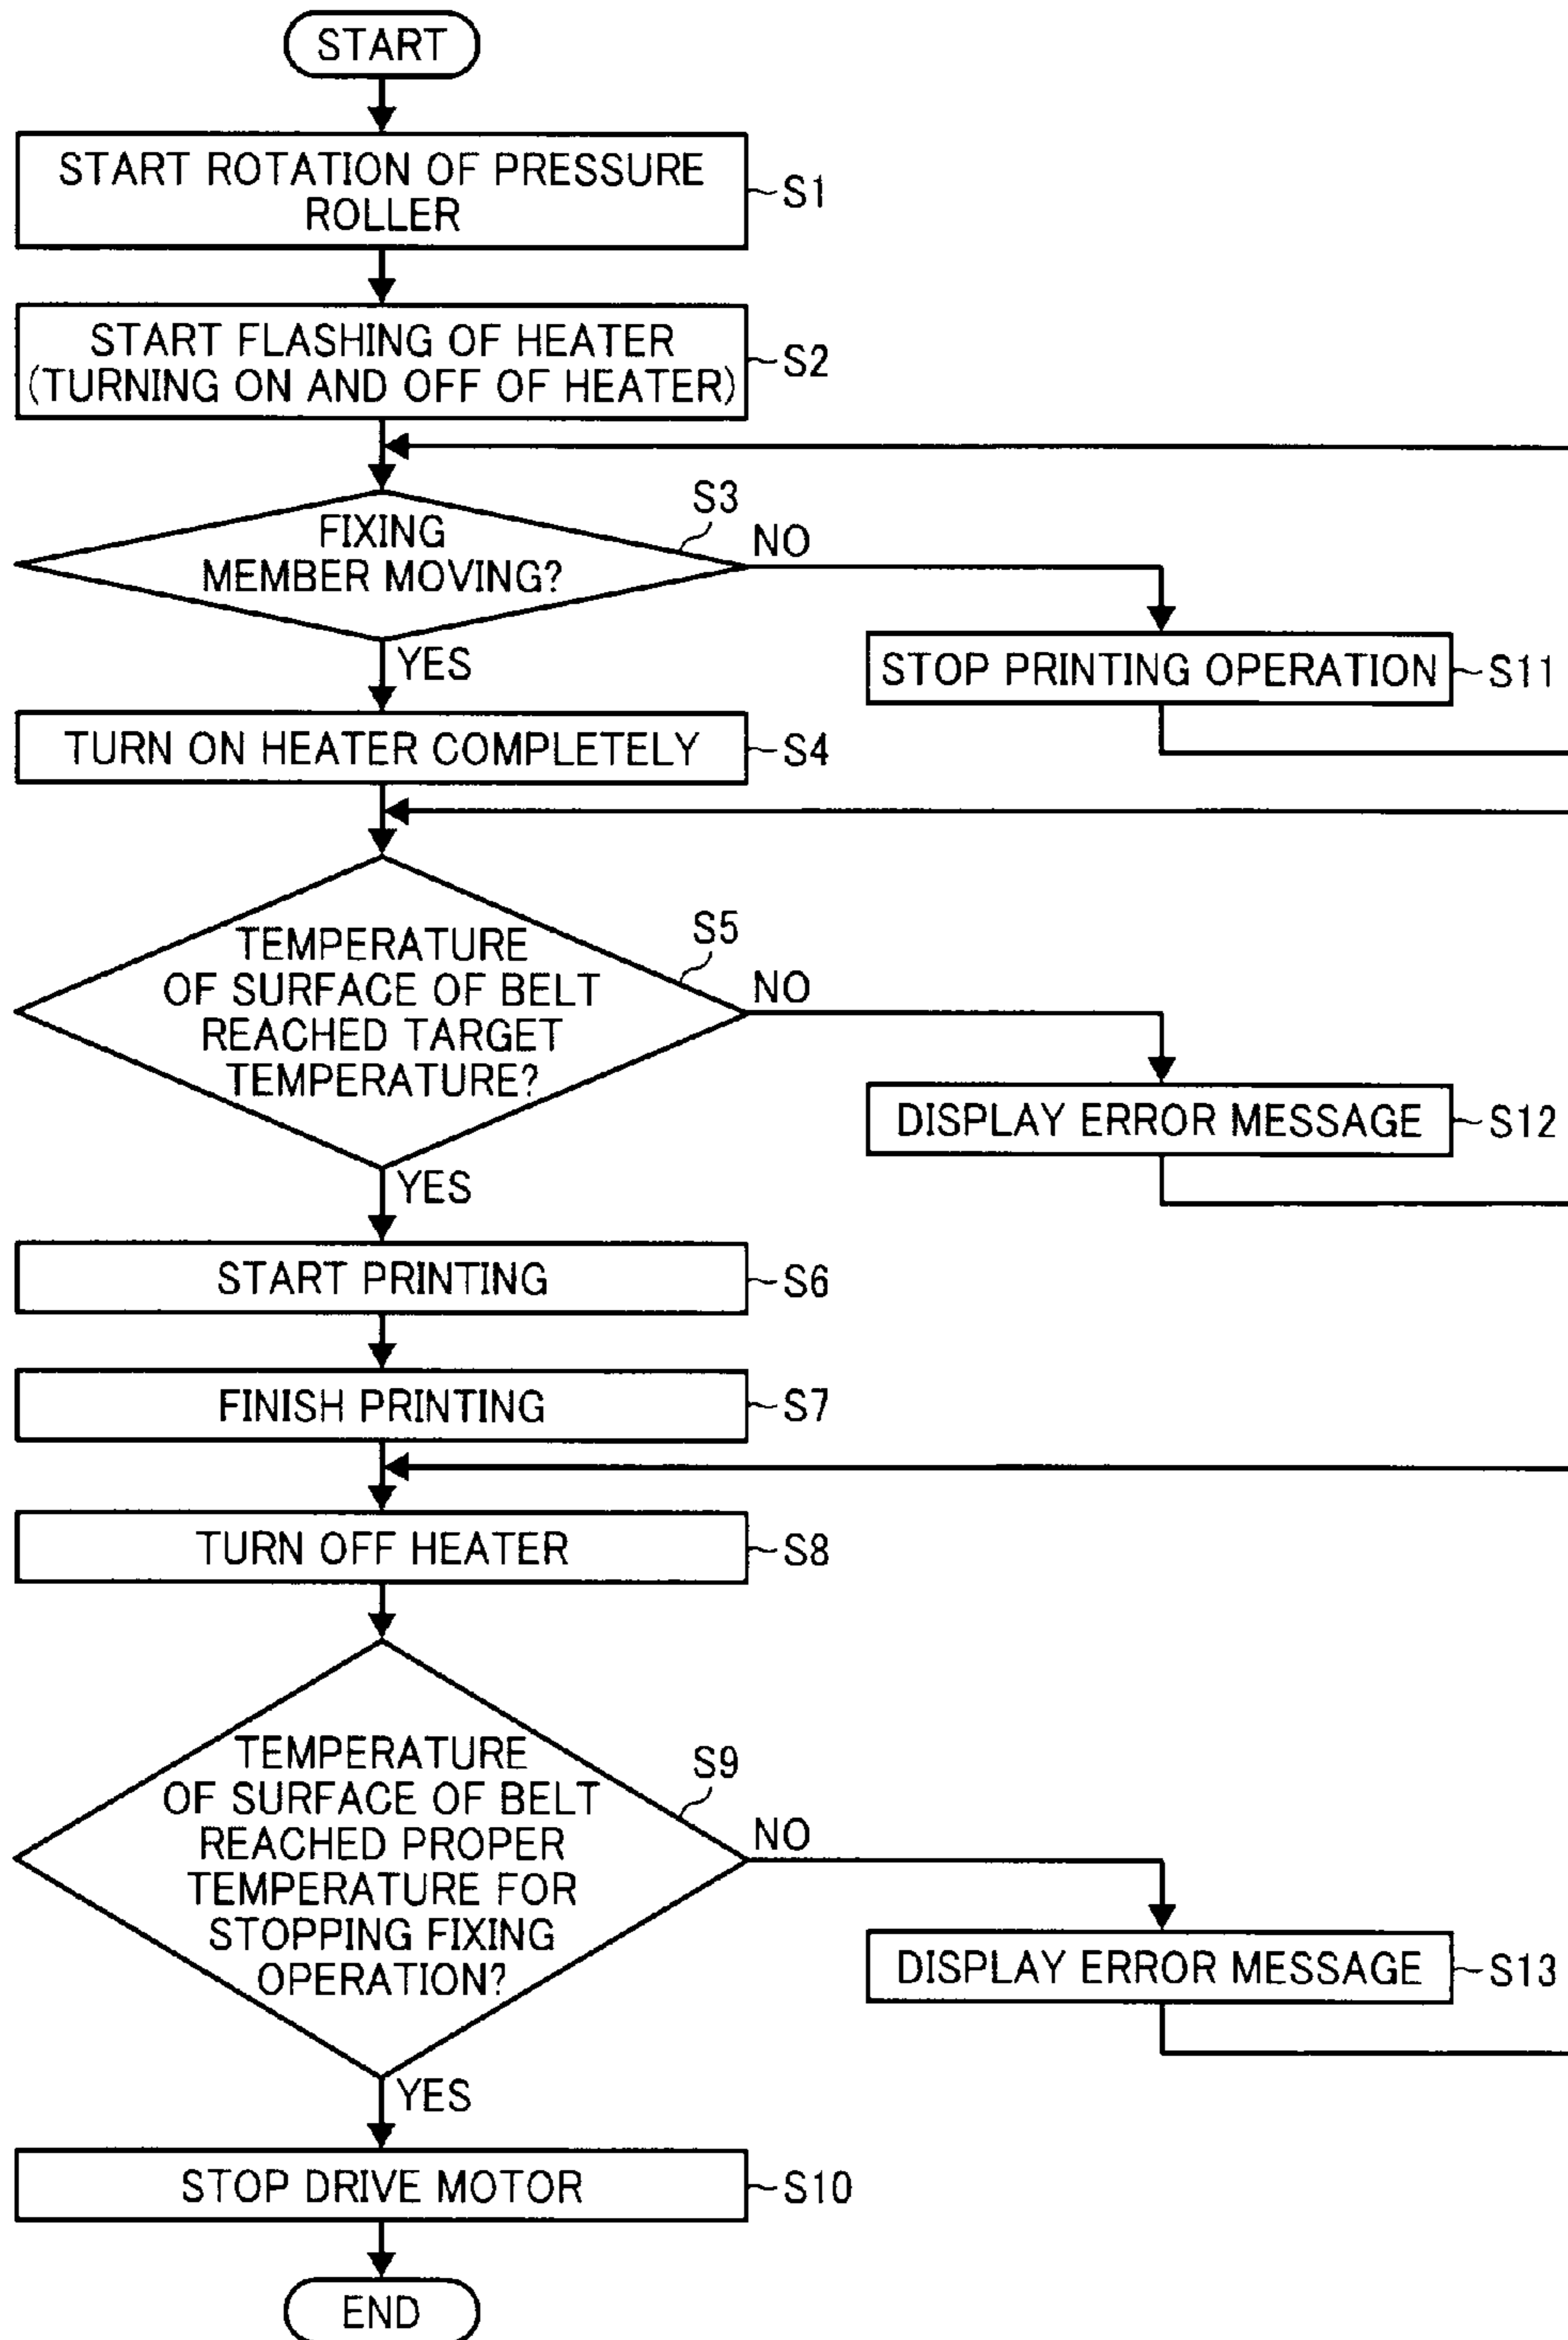 START
START ROTATION OF PRESSURE
ROLLER
S1
START FLASHING OF HEATER
(TURNING ON AND OFF OF HEATER)
S2
S3
FIXING
MEMBER MOVING?
NO
YES
STOP PRINTING OPERATION
S11
TURN ON HEATER COMPLETELY
S4
S5
TEMPERATURE
OF SURFACE OF BELT
REACHED TARGET
TEMPERATURE?
NO
DISPLAY ERROR MESSAGE
S12
YES
START PRINTING
S6
FINISH PRINTING
S7
TURN OFF HEATER
S8
S9
TEMPERATURE
OF SURFACE OF BELT
REACHED PROPER
TEMPERATURE FOR
STOPPING FIXING
OPERATION?
NO
DISPLAY ERROR MESSAGE
S13
YES
STOP DRIVE MOTOR
S10
END